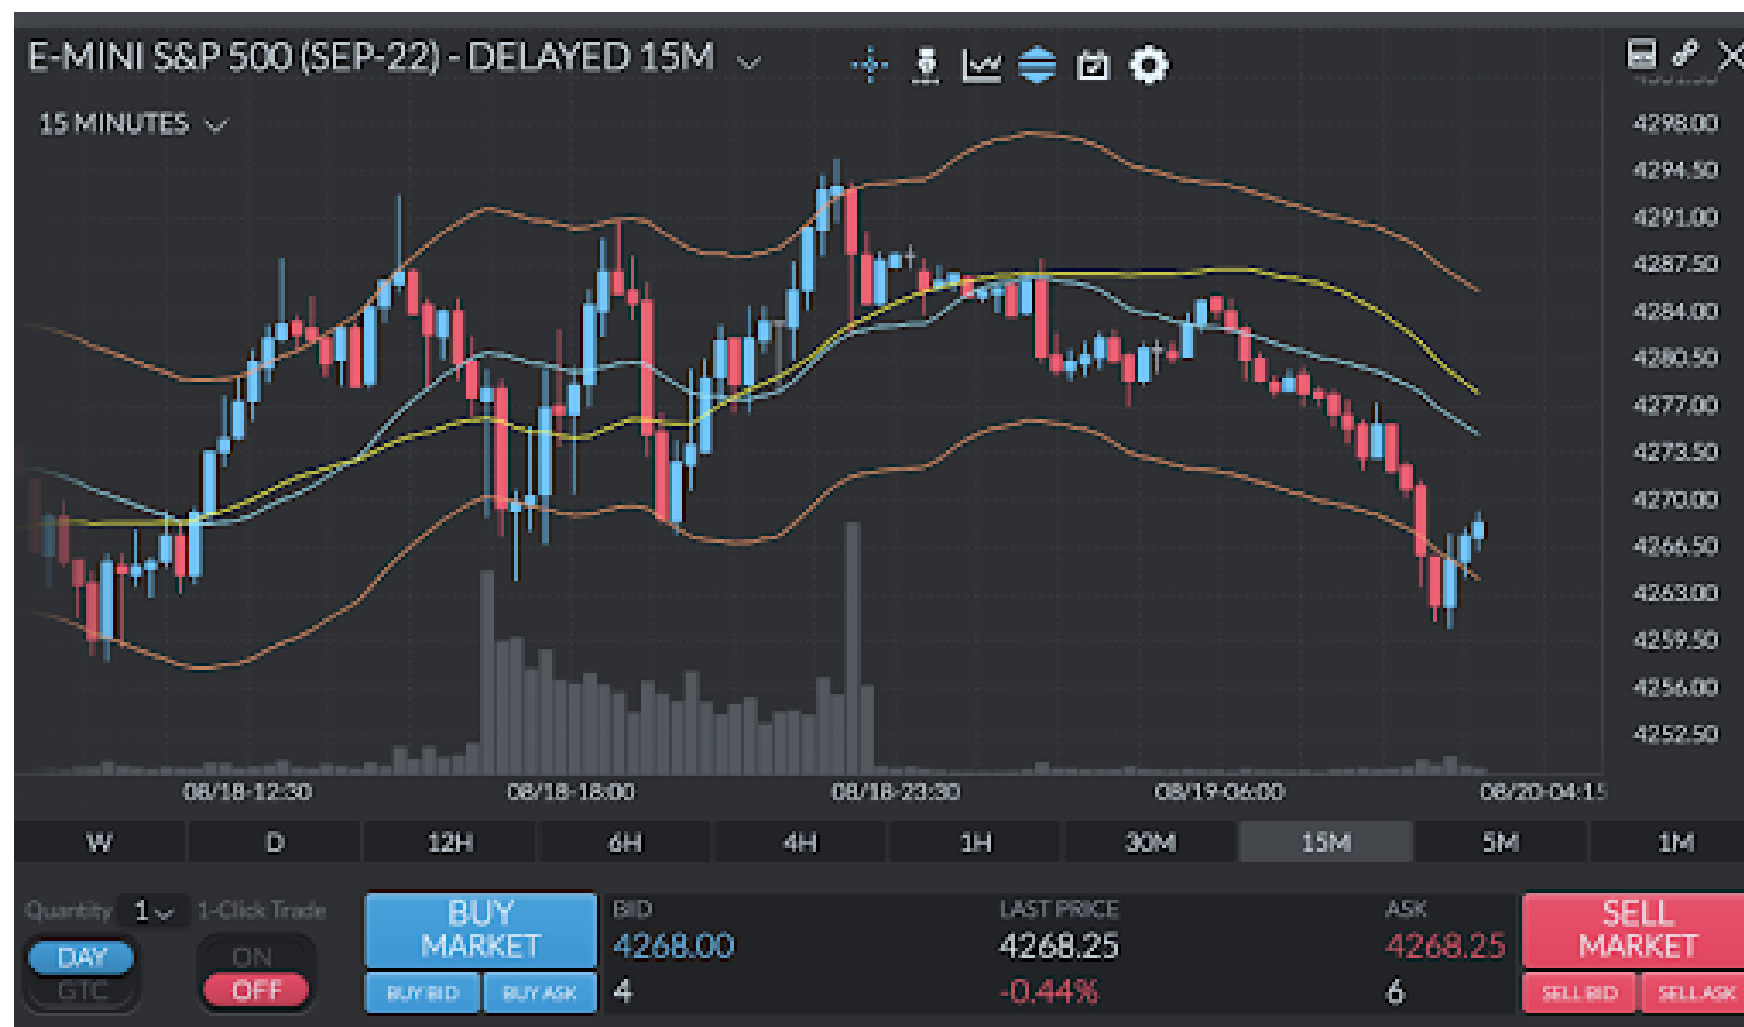 E-MINI S&P 500 (SEP-22) - DELAYED 15M
15 MINUTES
4298.00
4294.50
4291.00
4287.50
4284.00
4280.50
4277.00
4273.50
4270.00
4266.50
4263.00
4259.50
4256.00
4252.50
08/18-12:30 08/18-18:00 08/18-23:30 08/19-06:00 08/20-04:15
W D 12H 6H 4H 1H 30M 15M 5M 1M
Quantity 1 1-Click Trade
DAY
GTC
ON
OFF
BUY
MARKET
BUY BID BUY ASK
BID
4268.00
4
LAST PRICE
4268.25
-0.44%
ASK
4268.25
6
SELL
MARKET
SELL BID SELL ASK